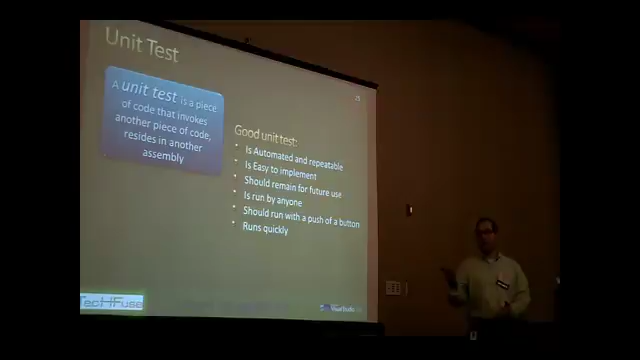 Unit Test
A unit test is a piece
of code that invokes
another piece of code,
resides in another
assembly
Good unit test:
• Is Automated and repeatable
• Is Easy to implement
• Should remain for future use
• Is run by anyone
• Should run with a push of a button
• Runs quickly
TecHFuse